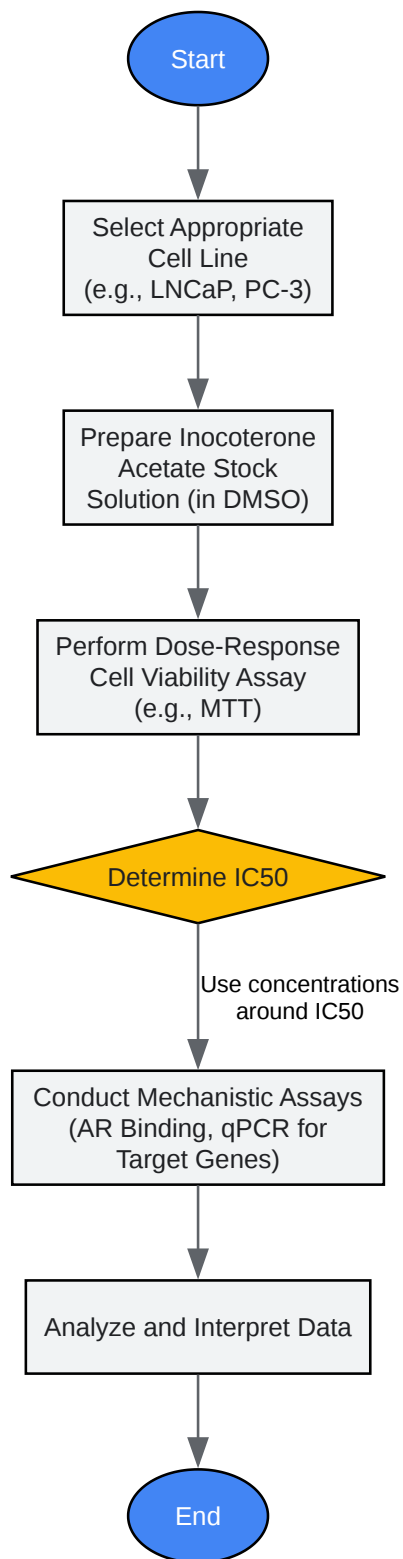 Start
Select Appropriate
Cell Line
(e.g., LNCaP, PC-3)
Prepare Inocoterone
Acetate Stock
Solution (in DMSO)
Perform Dose-Response
Cell Viability Assay
(e.g., MTT)
Determine IC50
Use concentrations
around IC50
Conduct Mechanistic Assays
(AR Binding, qPCR for
Target Genes)
Analyze and Interpret Data
End